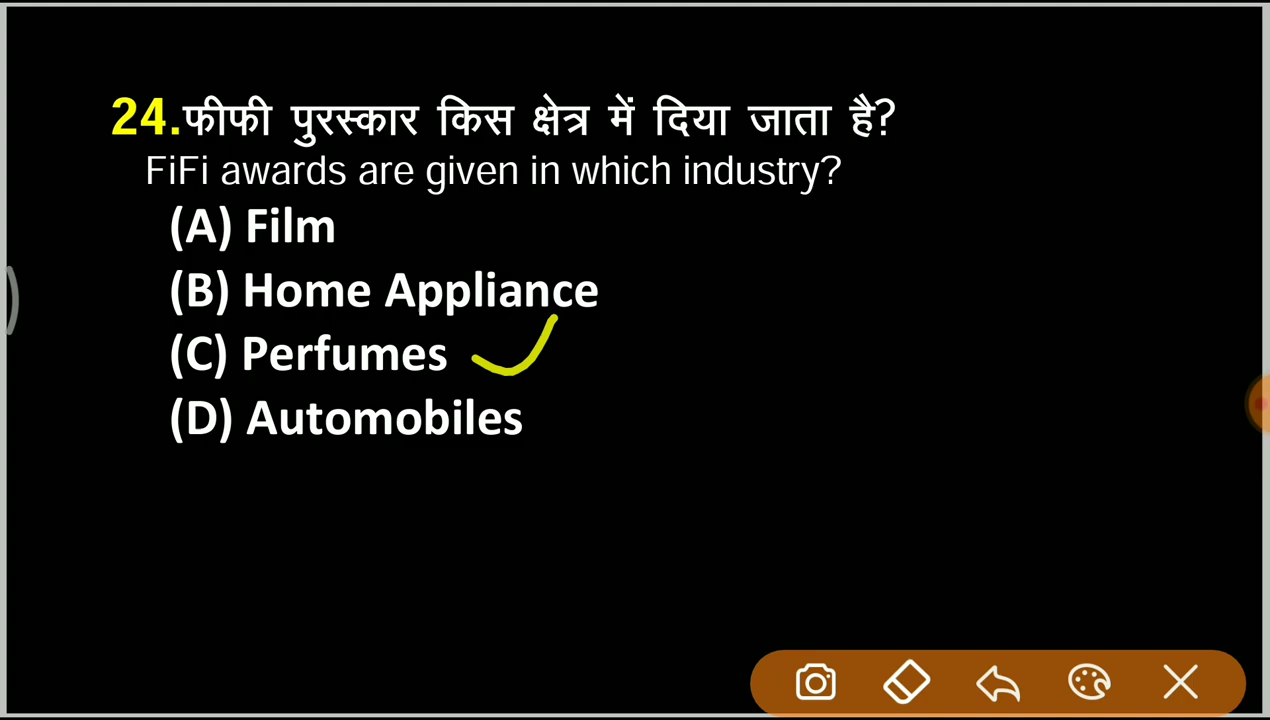 24.फीफी पुरस्कार किस क्षेत्र में दिया जाता है?
FiFi awards are given in which industry?
(A) Film
(B) Home Appliance
(C) Perfumes
(D) Automobiles